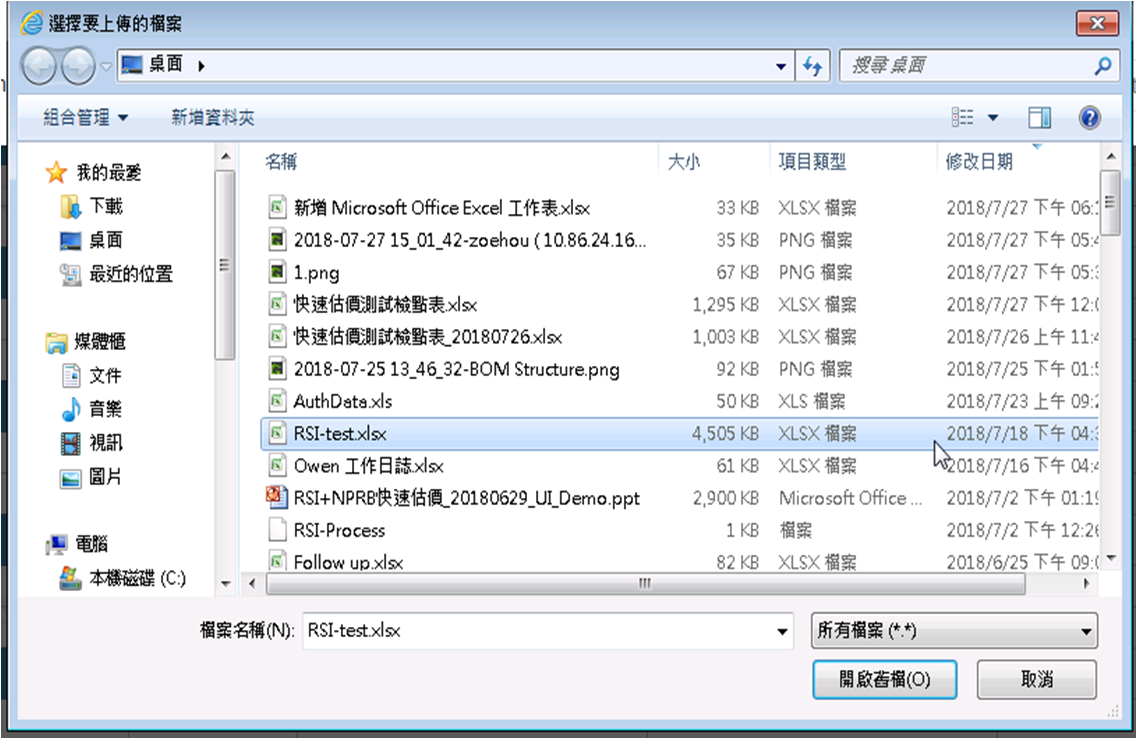 選擇要上傳的檔案
桌面
搜尋 桌面
組合管理 新增資料夾
我的最愛
下載
桌面
最近的位置
媒體櫃
文件
音樂
視訊
圖片
電腦
本機磁碟 (C:)
名稱 大小 項目類型 修改日期
新增 Microsoft Office Excel 工作表.xlsx 33 KB XLSX 檔案 2018/7/27 下午 06:1
2018-07-27 15_01_42-zoehou ( 10.86.24.16... 35 KB PNG 檔案 2018/7/27 下午 05:4
1.png 67 KB PNG 檔案 2018/7/27 下午 05:3
快速估價測試檢點表.xlsx 1,295 KB XLSX 檔案 2018/7/27 下午 12:0
快速估價測試檢點表_20180726.xlsx 1,003 KB XLSX 檔案 2018/7/26 上午 11:4
2018-07-25 13_46_32-BOM Structure.png 92 KB PNG 檔案 2018/7/25 下午 01:5
AuthData.xls 50 KB XLS 檔案 2018/7/23 上午 09:2
RSI-test.xlsx 4,505 KB XLSX 檔案 2018/7/18 下午 04:3
Owen 工作日誌.xlsx 61 KB XLSX 檔案 2018/7/16 下午 04:4
RSI+NPRB快速估價_20180629_UI_Demo.ppt 2,900 KB Microsoft Office ... 2018/7/2 下午 01:19
RSI-Process 1 KB 檔案 2018/7/2 下午 12:26
Follow up.xlsx 82 KB XLSX 檔案 2018/6/25 下午 09:0
檔案名稱(N): RSI-test.xlsx 所有檔案 (*.*)
開啟舊檔(O) 取消